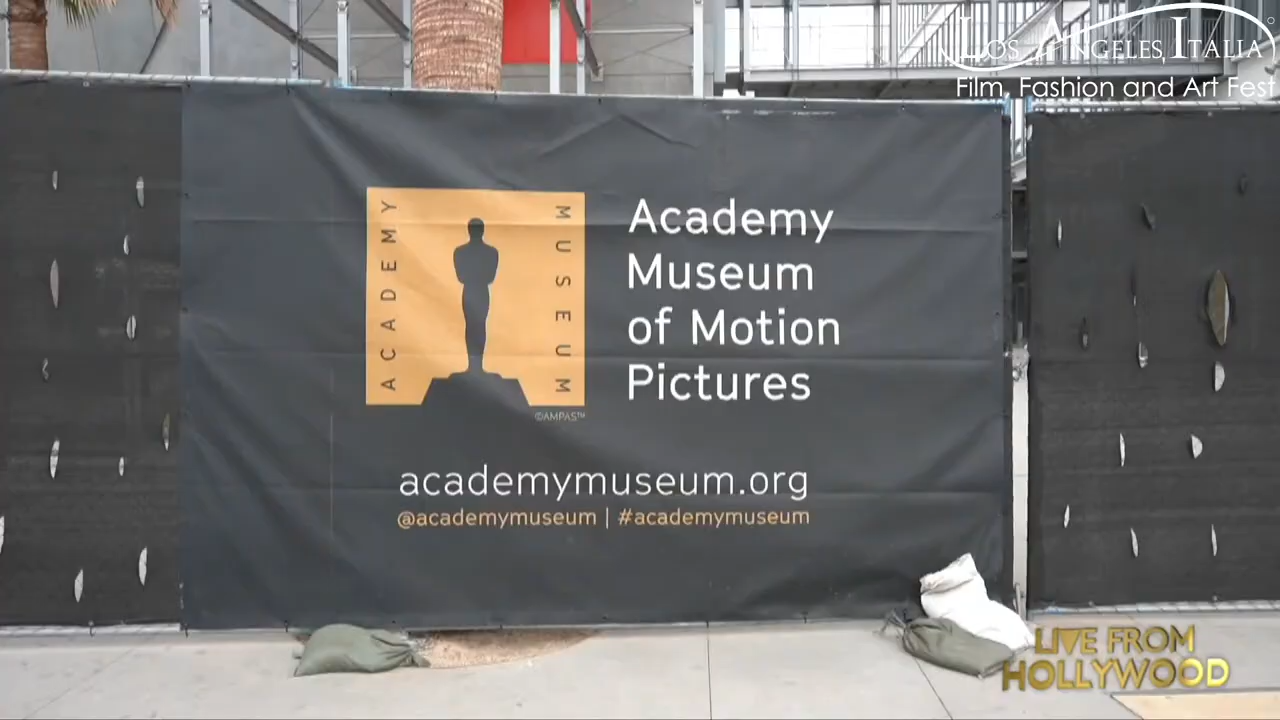 Los Angeles, Italia
Film, Fashion and Art Fest
ACADEMY
MUSEUM
Academy
Museum
of Motion
Pictures
©AMPAS™
academymuseum.org
@academymuseum | #academymuseum
LIVE FROM
HOLLYWOOD